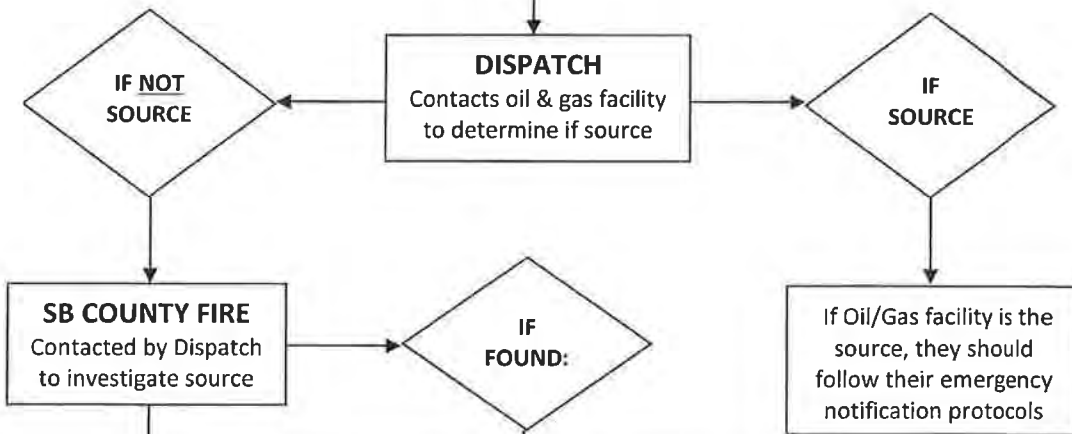 IF NOT
SOURCE
DISPATCH
Contacts oil & gas facility
to determine if source
IF
SOURCE
SB COUNTY FIRE
Contacted by Dispatch
to investigate source
IF
FOUND:
If Oil/Gas facility is the
source, they should
follow their emergency
notification protocols